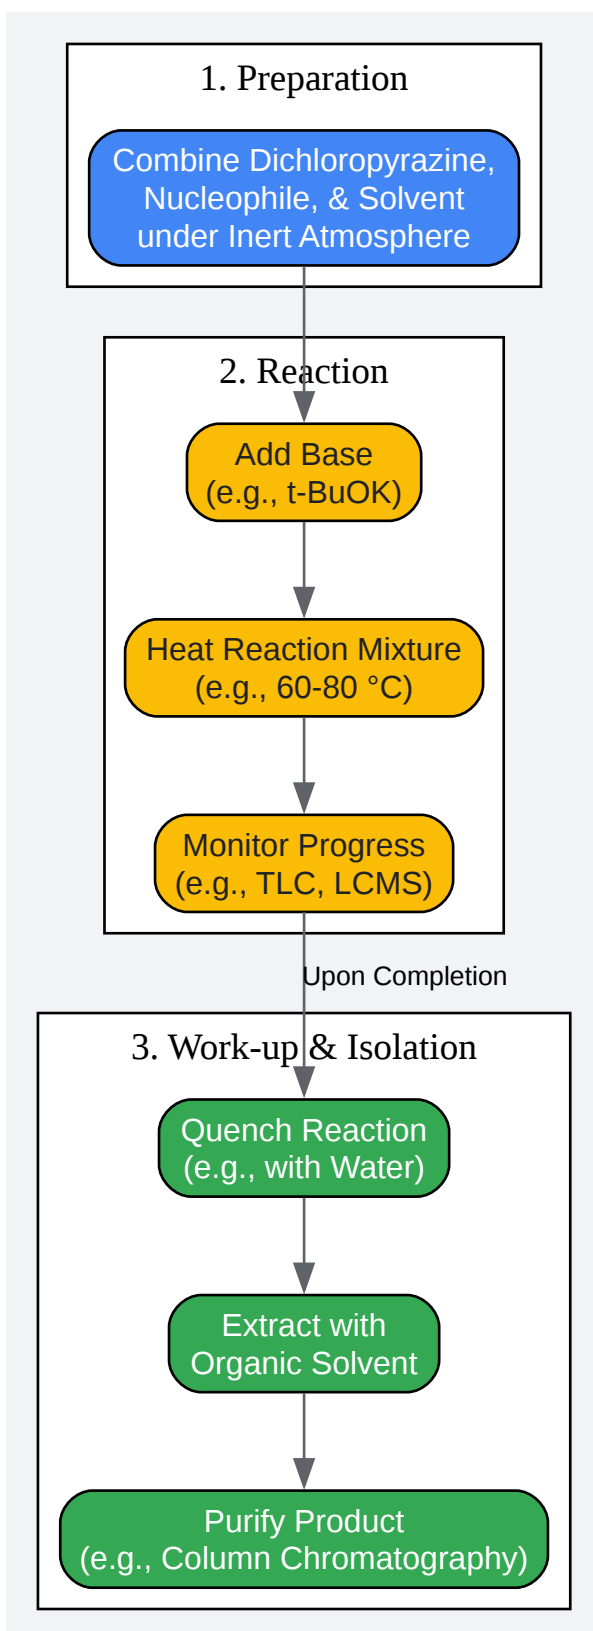 1. Preparation
Combine Dichloropyrazine,
Nucleophile, & Solvent
under Inert Atmosphere
2. Reaction
Add Base
(e.g., t-BuOK)
Heat Reaction Mixture
(e.g., 60-80 °C)
Monitor Progress
(e.g., TLC, LCMS)
Upon Completion
3. Work-up & Isolation
Quench Reaction
(e.g., with Water)
Extract with
Organic Solvent
Purify Product
(e.g., Column Chromatography)